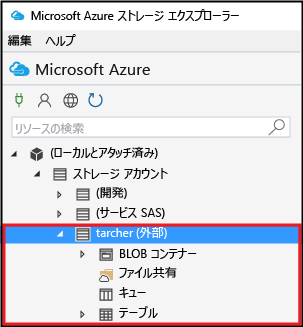 Microsoft Azure ストレージ エクスプローラー
編集 ヘルプ
Microsoft Azure
リソースの検索
(ローカルとアタッチ済み)
ストレージ アカウント
(開発)
(サービス SAS)
tarcher (外部)
BLOB コンテナー
ファイル共有
キュー
テーブル